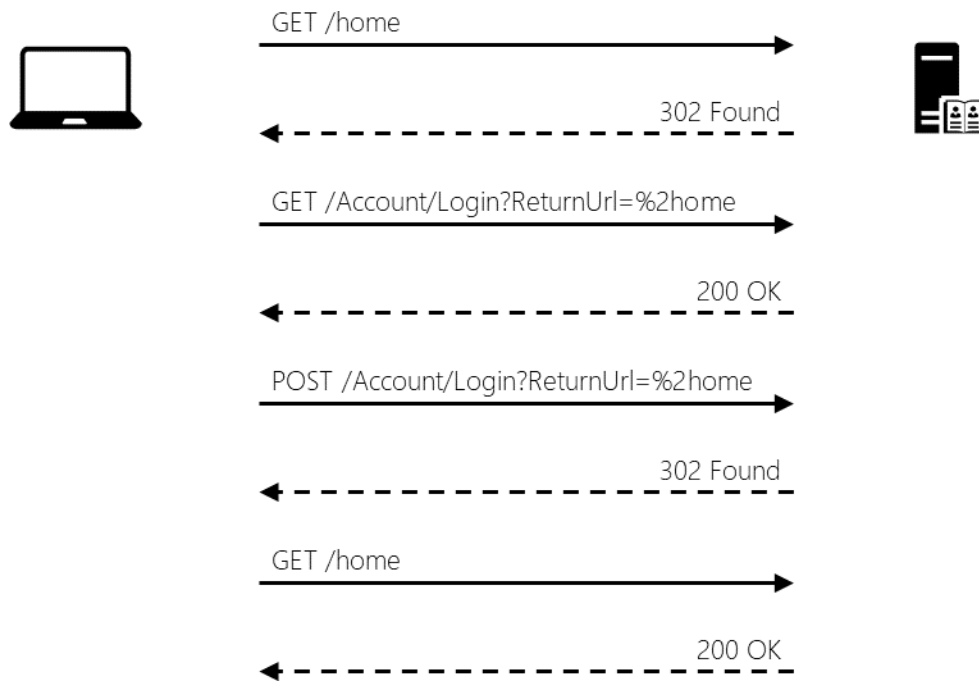 GET /home
302 Found
GET /Account/Login?ReturnUrl=%2home
200 OK
POST /Account/Login?ReturnUrl=%2home
302 Found
GET /home
200 OK